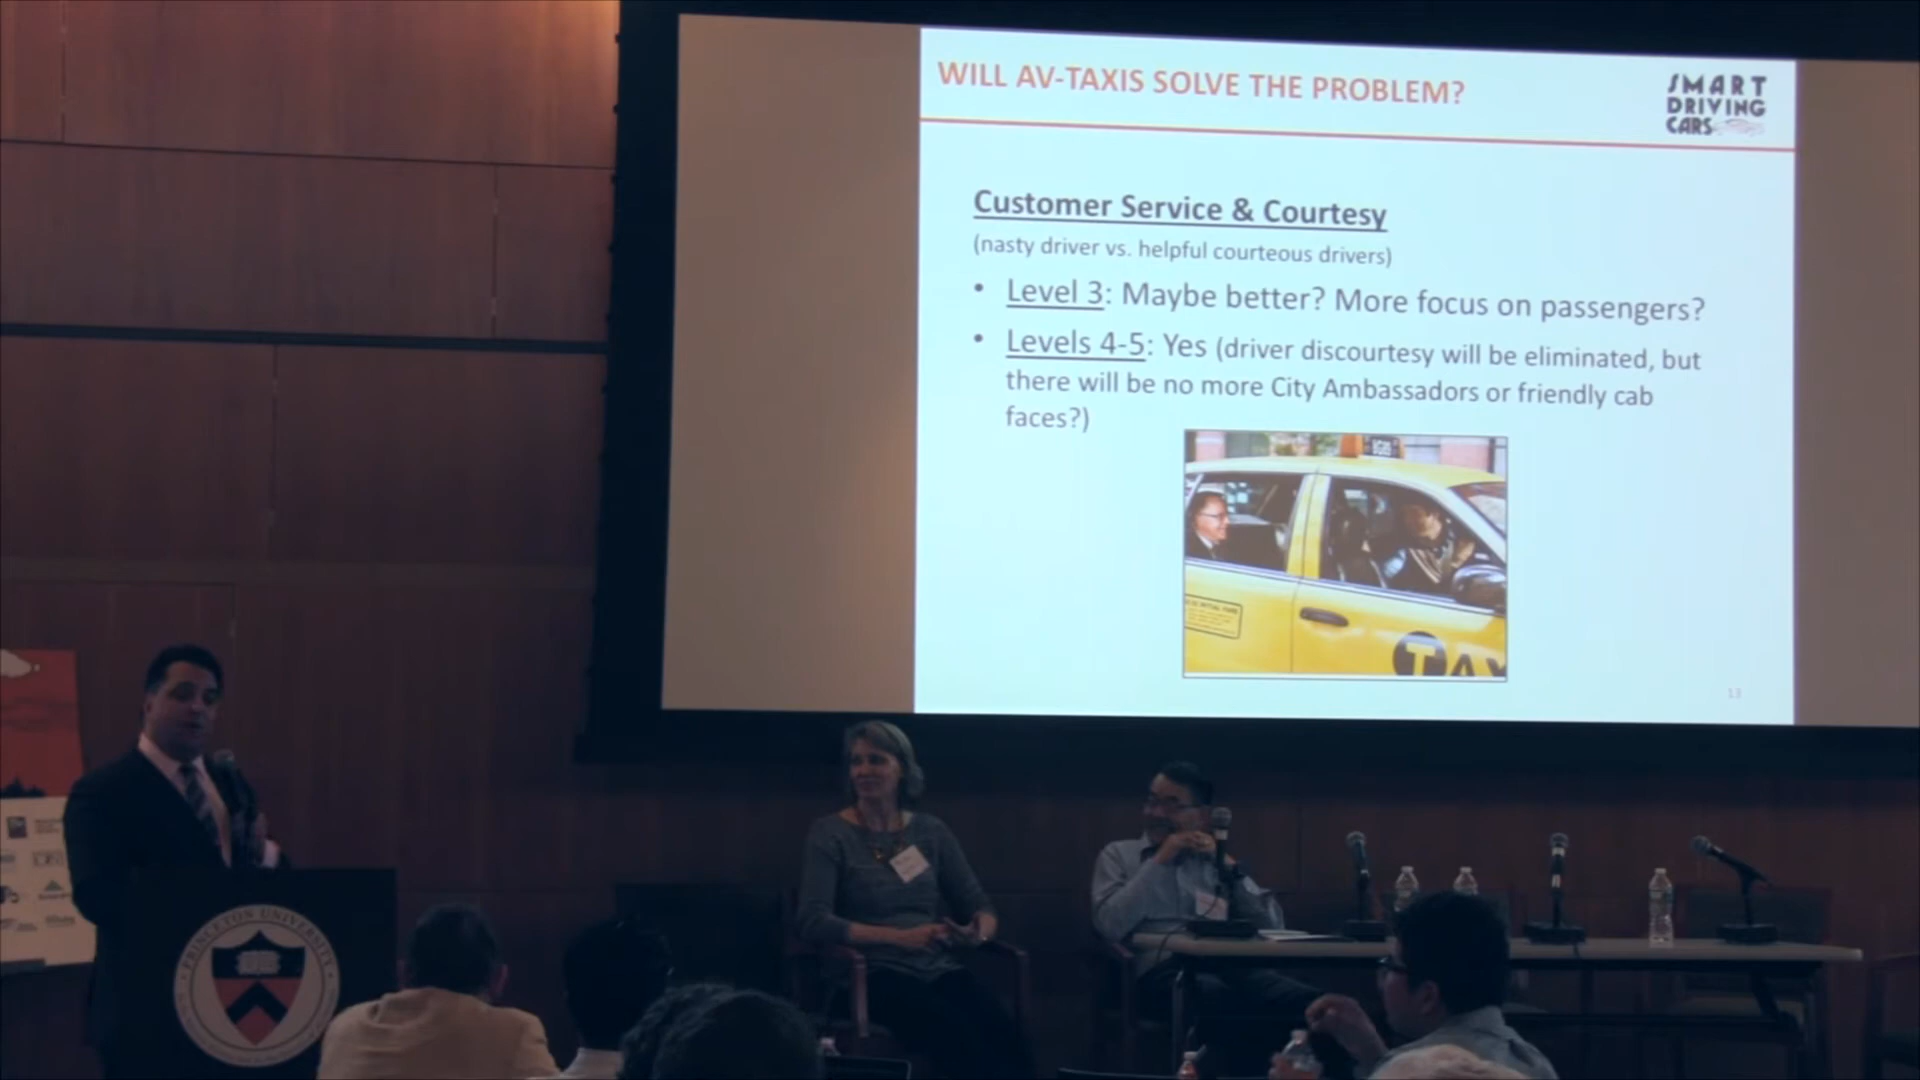 WILL AV-TAXIS SOLVE THE PROBLEM?
SMART
DRIVING
CARS
Customer Service & Courtesy
(nasty driver vs. helpful courteous drivers)
• Level 3: Maybe better? More focus on passengers?
• Levels 4-5: Yes (driver discourtesy will be eliminated, but
there will be no more City Ambassadors or friendly cab
faces?)
TAX
13
PRINCETON UNIVERSITY